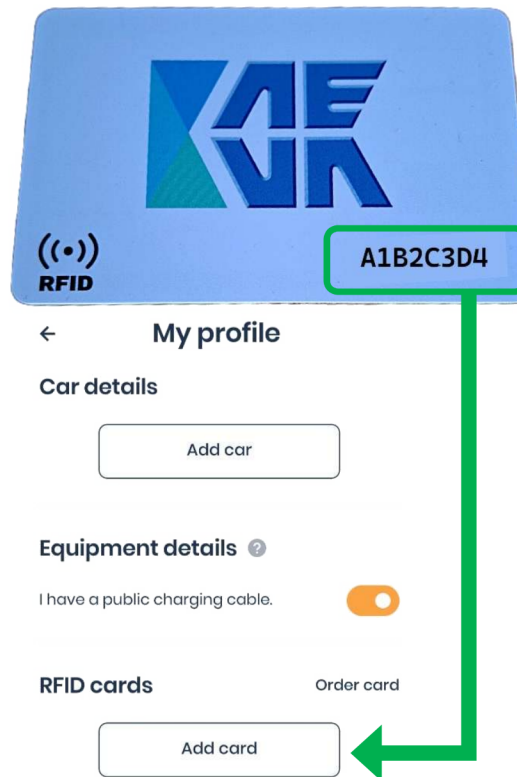 A1B2C3D4
RFID
My profile
Car details
Add car
Equipment details ?
I have a public charging cable.
RFID cards Order card
Add card